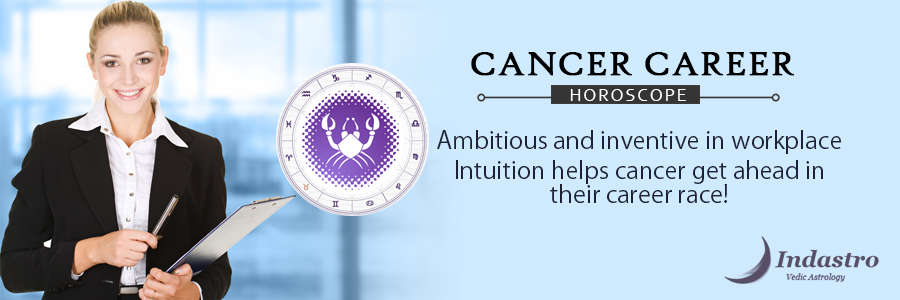 CANCER CAREER
HOROSCOPE
Ambitious and inventive in workplace
Intuition helps cancer get ahead in
their career race!
Indastro
Vedic Astrology